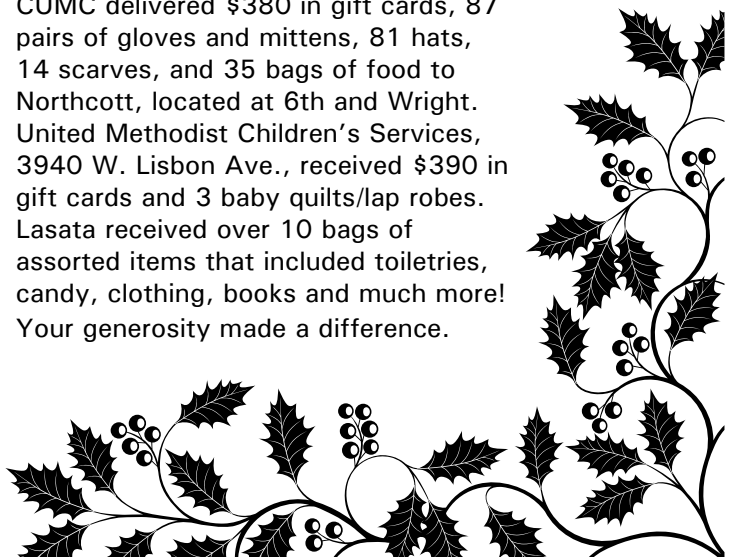 CUMC delivered $380 in gift cards, 87
pairs of gloves and mittens, 81 hats,
14 scarves, and 35 bags of food to
Northcott, located at 6th and Wright.
United Methodist Children’s Services,
3940 W. Lisbon Ave., received $390 in
gift cards and 3 baby quilts/lap robes.
Lasata received over 10 bags of
assorted items that included toiletries,
candy, clothing, books and much more!
Your generosity made a difference.